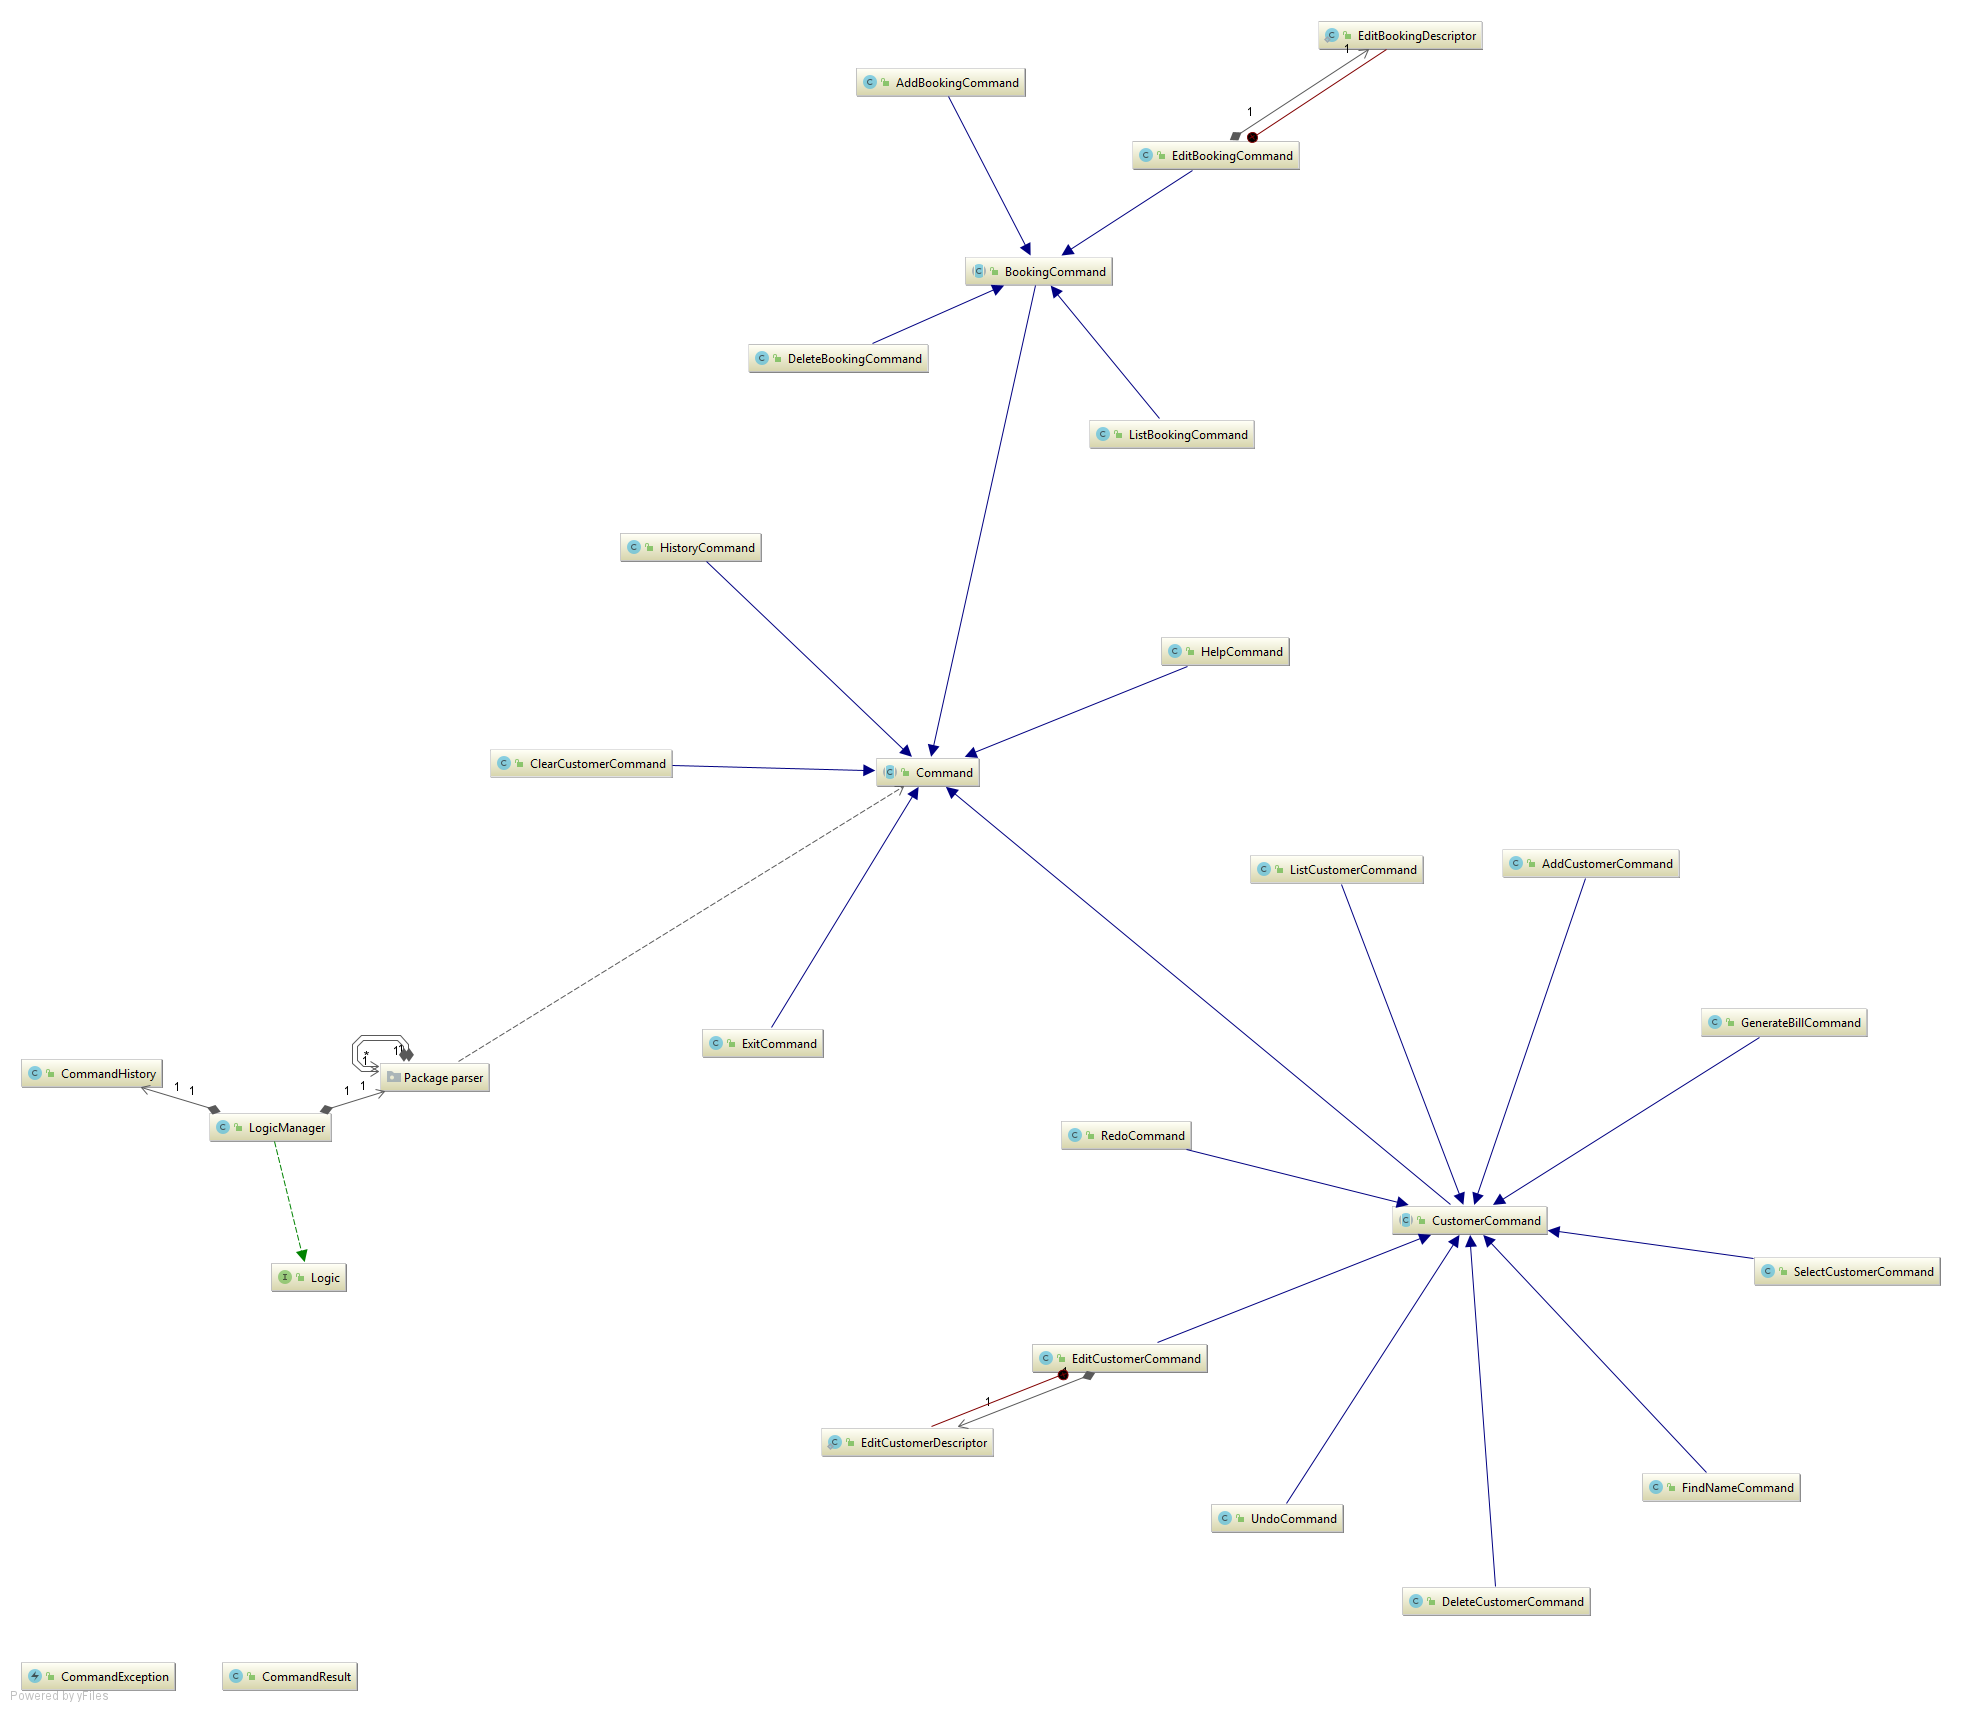 EditBookingDescriptor
1
AddBookingCommand
1
EditBookingCommand
BookingCommand
DeleteBookingCommand
ListBookingCommand
HistoryCommand
HelpCommand
ClearCustomerCommand
Command
ListCustomerCommand
AddCustomerCommand
GenerateBillCommand
ExitCommand
* 1 1 1
CommandHistory
Package parser
1 1 1 1
LogicManager
RedoCommand
CustomerCommand
SelectCustomerCommand
Logic
EditCustomerCommand
1
EditCustomerDescriptor
FindNameCommand
UndoCommand
DeleteCustomerCommand
CommandException
CommandResult
Powered by yFiles